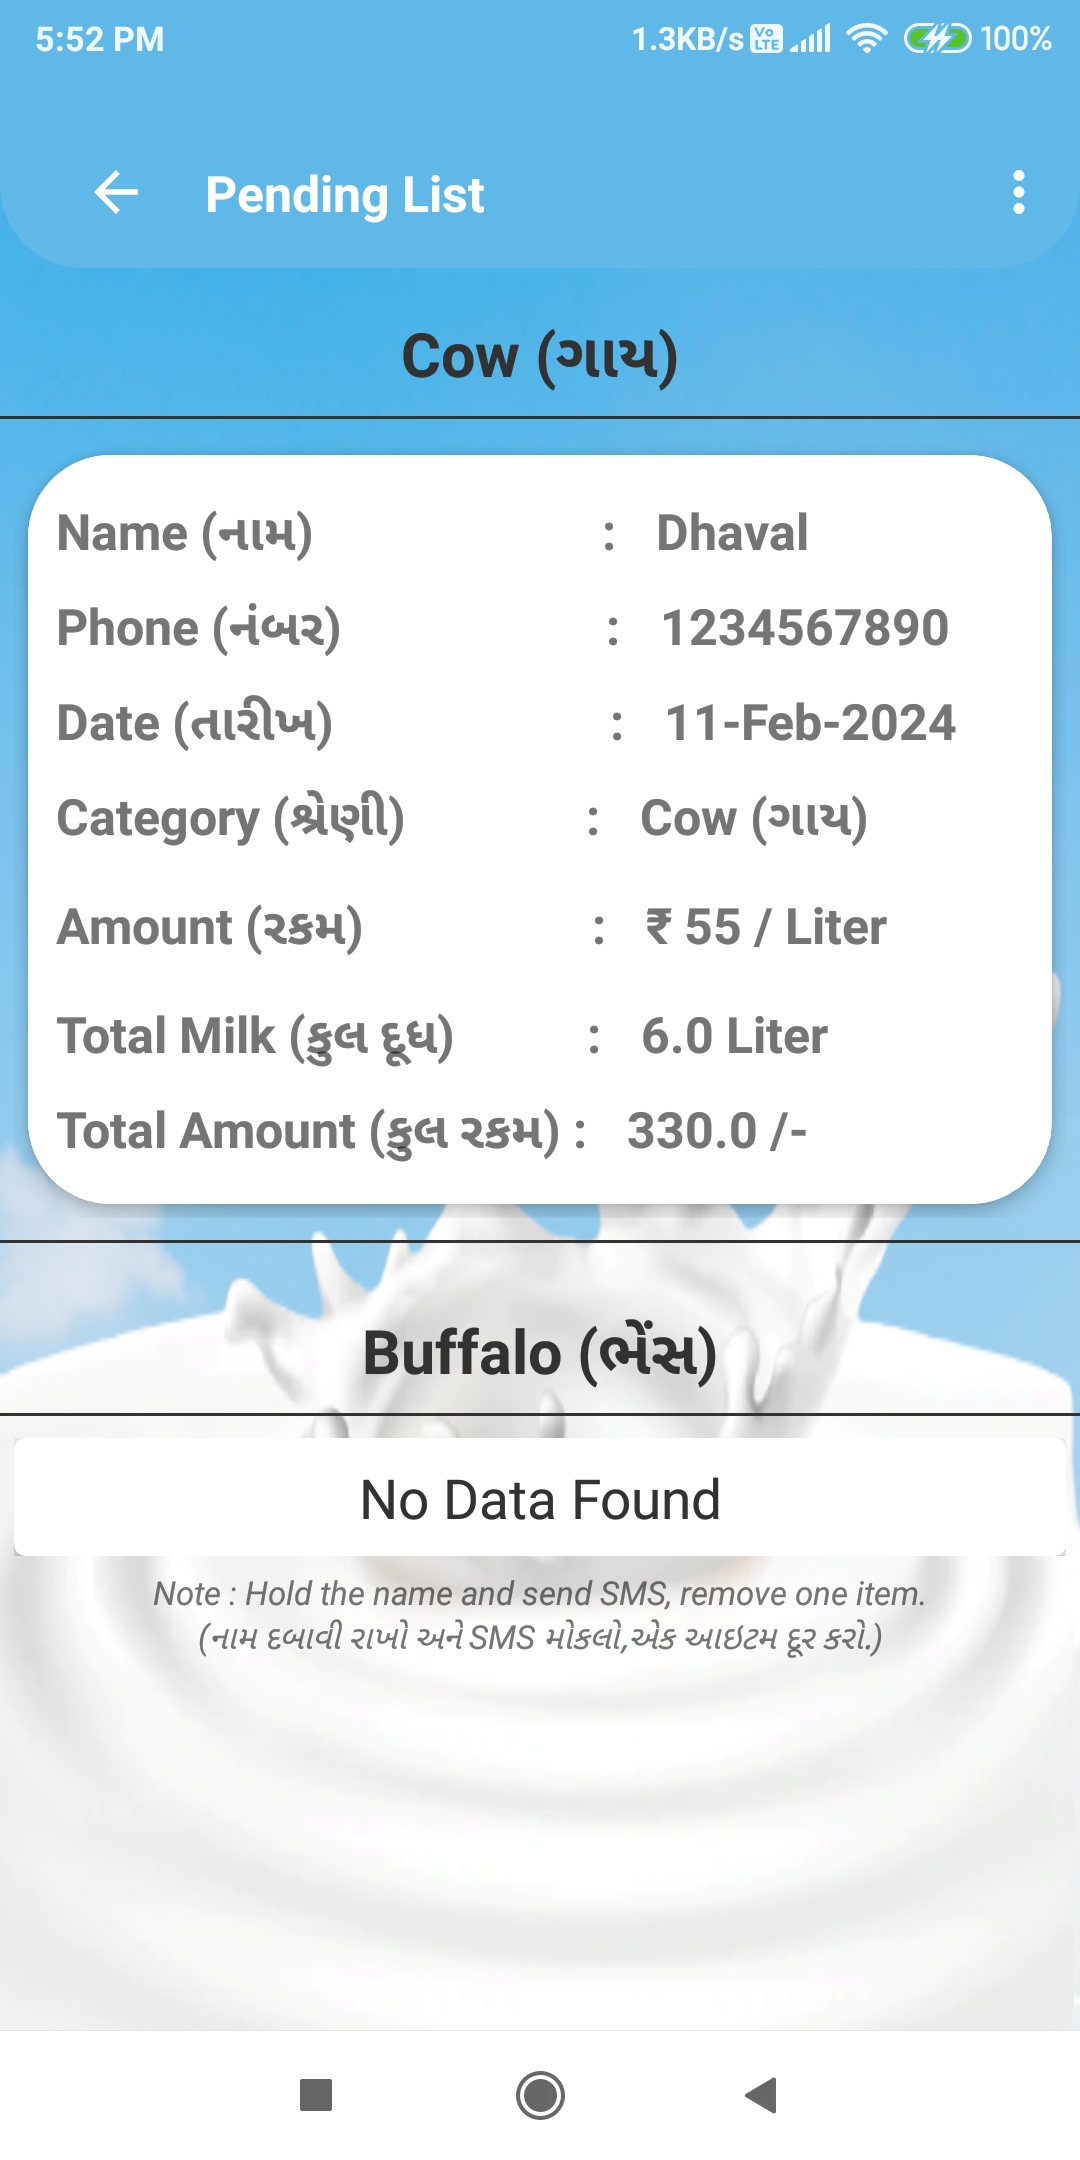 5:52 PM 1.3KB/s Vo LTE 100%
Pending List
Cow (ગાય)
Name (નામ) : Dhaval
Phone (નંબર) : 1234567890
Date (તારીખ) : 11-Feb-2024
Category (શ્રેણી) : Cow (ગાય)
Amount (રકમ) : ₹ 55 / Liter
Total Milk (કુલ દૂધ) : 6.0 Liter
Total Amount (કુલ રકમ) : 330.0 /-
Buffalo (ભેંસ)
No Data Found
Note : Hold the name and send SMS, remove one item.
(નામ દબાવી રાખો અને SMS મોકલો,એક આઇટમ દૂર કરો.)